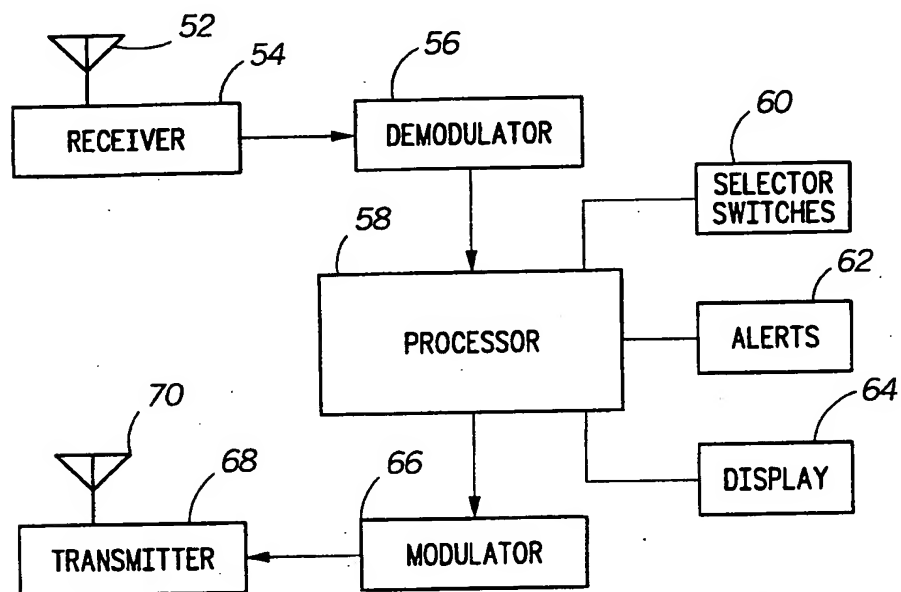 52
54
RECEIVER
56
DEMODULATOR
60
SELECTOR
SWITCHES
58
PROCESSOR
62
ALERTS
64
DISPLAY
70
68
TRANSMITTER
66
MODULATOR